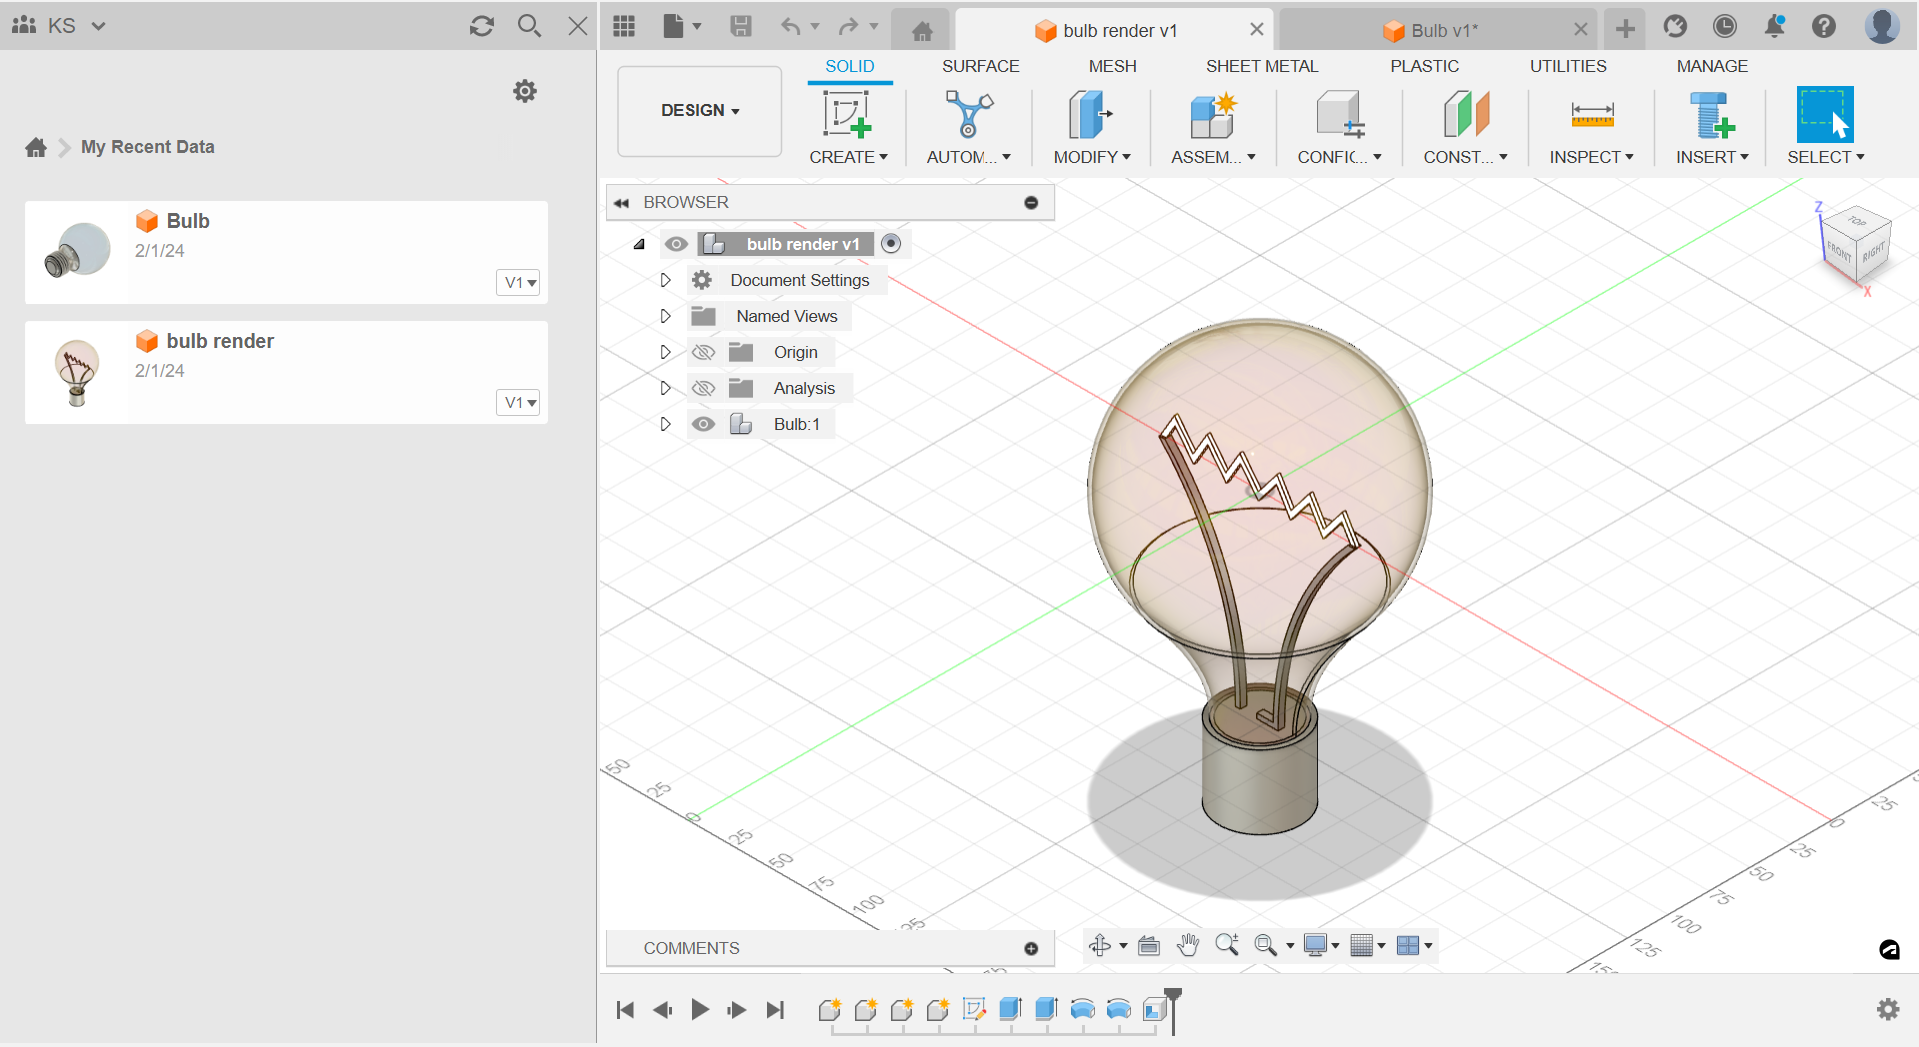 KS
bulb render v1
Bulb v1*
SOLID
SURFACE
MESH
SHEET METAL
PLASTIC
UTILITIES
MANAGE
DESIGN
CREATE
AUTOM...
MODIFY
ASSEM...
CONFIG...
CONST...
INSPECT
INSERT
SELECT
My Recent Data
Bulb
2/1/24
V1
bulb render
2/1/24
V1
BROWSER
bulb render v1
Document Settings
Named Views
Origin
Analysis
Bulb:1
Z
TOP
FRONT
RIGHT
X
50
25
0
25
50
75
100
25
0
25
50
75
100
125
COMMENTS